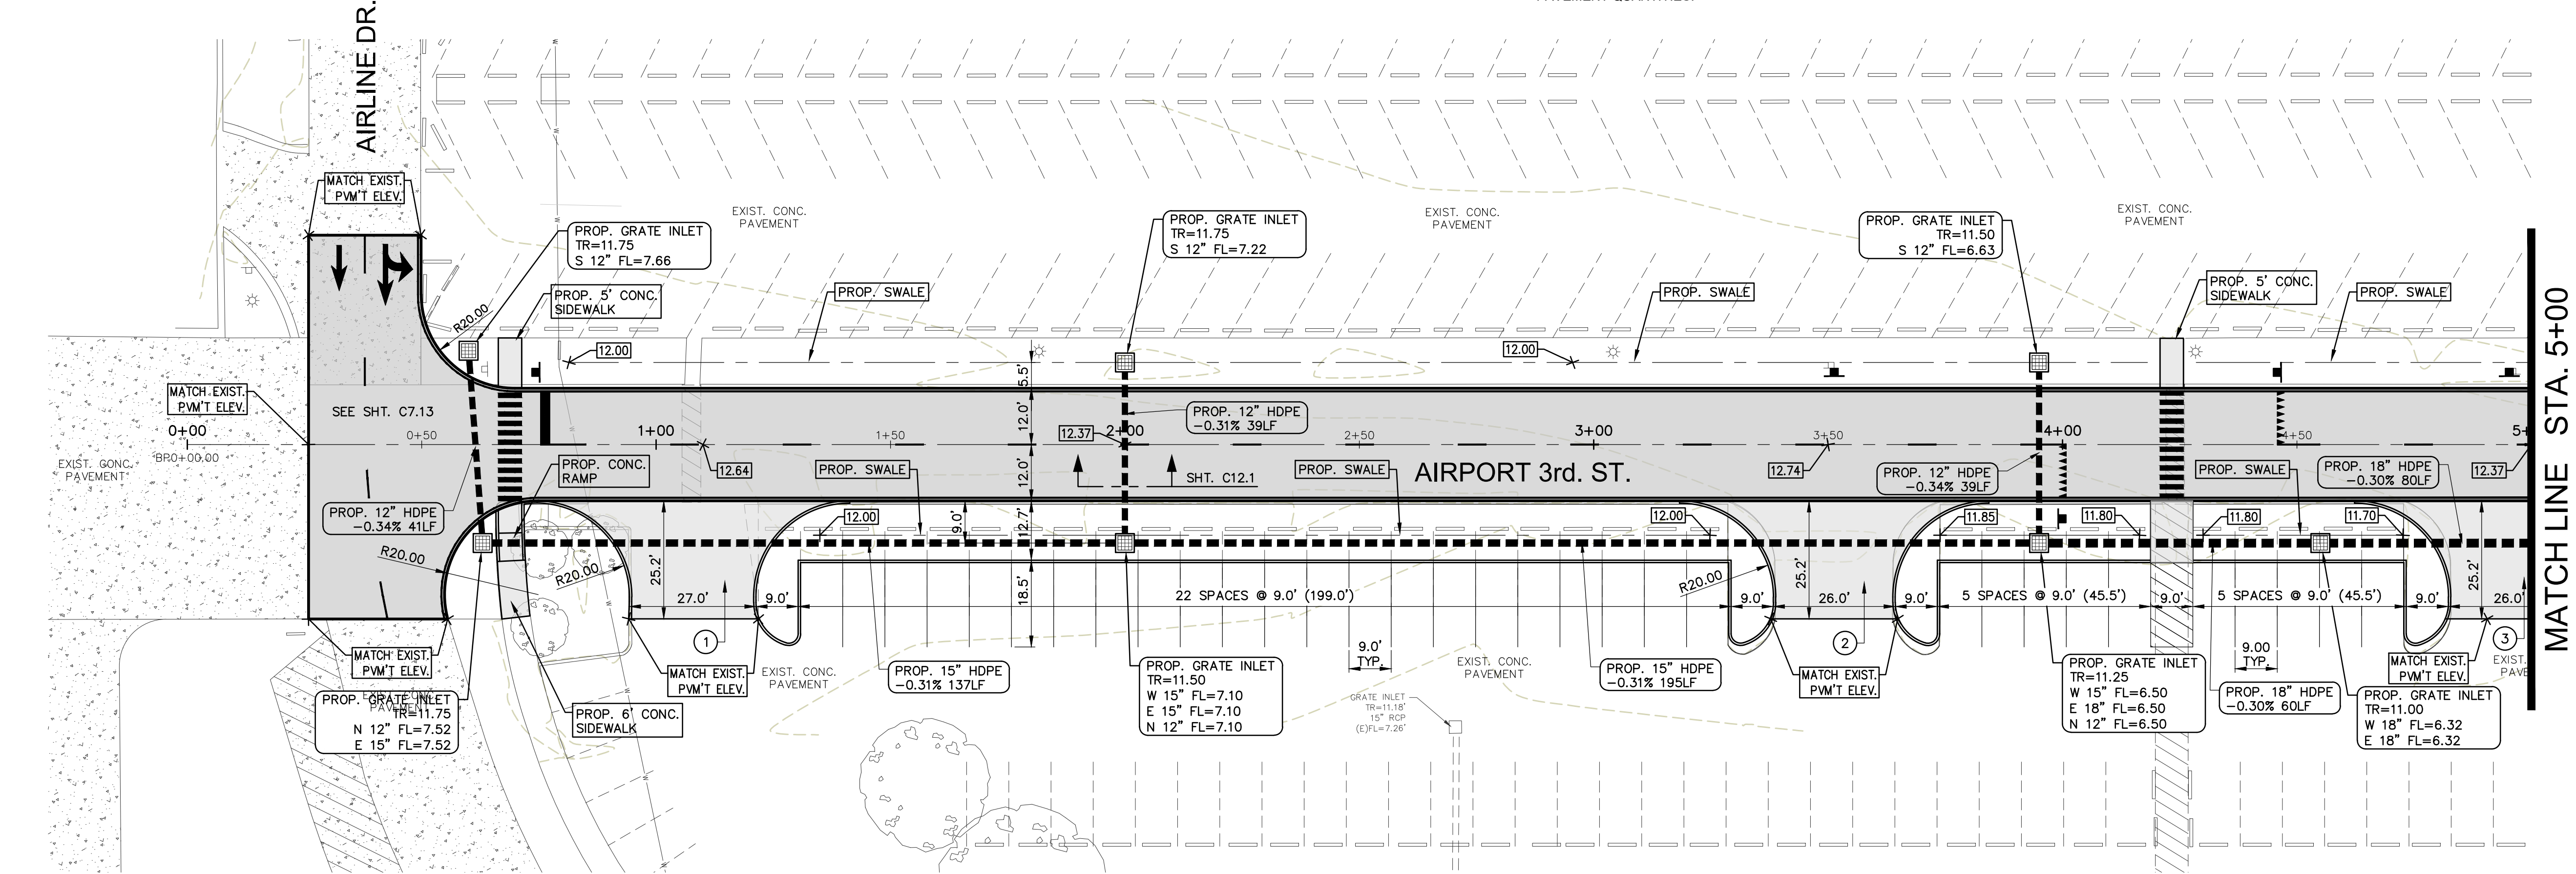 AIRLINE DR.
MATCH EXIST.
PVM'T ELEV.
PROP. GRATE INLET
TR=11.75
S 12" FL=7.66
PROP. 5' CONC.
SIDEWALK
EXIST. CONC.
PAVEMENT
PROP. SWALE
PROP. GRATE INLET
TR=11.75
S 12" FL=7.22
EXIST. CONC.
PAVEMENT
PROP. SWALE
PROP. GRATE INLET
TR=11.50
S 12" FL=6.63
EXIST. CONC.
PAVEMENT
PROP. 5' CONC.
SIDEWALK
PROP. SWALE
R20.00
12.00
12.00
5.5'
MATCH EXIST.
PVM'T ELEV.
SEE SHT. C7.13
0+00
BP.0+00.00
0+50
1+00
1+50
2+00
2+50
3+00
3+50
4+00
4+50
12.0'
12.0'
PROP. 12" HDPE
-0.31% 39LF
12.37
12.64
12.74
12.37
EXIST. CONC.
PAVEMENT
PROP. CONC.
RAMP
PROP. SWALE
SHT. C12.1
PROP. SWALE
AIRPORT 3rd. ST.
PROP. 12" HDPE
-0.34% 39LF
PROP. SWALE
PROP. 18" HDPE
-0.30% 80LF
PROP. 12" HDPE
-0.34% 41LF
12.00
9.0'
12.7'
12.00
11.85
11.80
11.80
11.70
R20.00
R20.00
25.2'
R20.00
25.2'
25.2'
27.0'
9.0'
18.5'
22 SPACES @ 9.0' (199.0')
9.0'
26.0'
9.0'
5 SPACES @ 9.0' (45.5')
9.0'
5 SPACES @ 9.0' (45.5')
9.0'
26.0'
1
2
3
MATCH EXIST.
PVM'T ELEV.
MATCH EXIST.
PVM'T ELEV.
EXIST. CONC.
PAVEMENT
PROP. 15" HDPE
-0.31% 137LF
PROP. GRATE INLET
TR=11.50
W 15" FL=7.10
E 15" FL=7.10
N 12" FL=7.10
9.0'
TYP.
EXIST. CONC.
PAVEMENT
PROP. 15" HDPE
-0.31% 195LF
MATCH EXIST.
PVM'T ELEV.
PROP. GRATE INLET
TR=11.25
W 15" FL=6.50
E 18" FL=6.50
N 12" FL=6.50
9.00
TYP.
PROP. 18" HDPE
-0.30% 60LF
MATCH EXIST.
PVM'T ELEV.
EXIST.
PROP. GRATE INLET
TR=11.00
W 18" FL=6.32
E 18" FL=6.32
EXIST. CONC.
PAVEMENT
PROP. GRATE INLET
TR=11.75
N 12" FL=7.52
E 15" FL=7.52
PROP. 6' CONC.
SIDEWALK
GRATE INLET
TR=11.18'
15" RCP
(E)FL=7.26'
MATCH LINE STA. 5+00